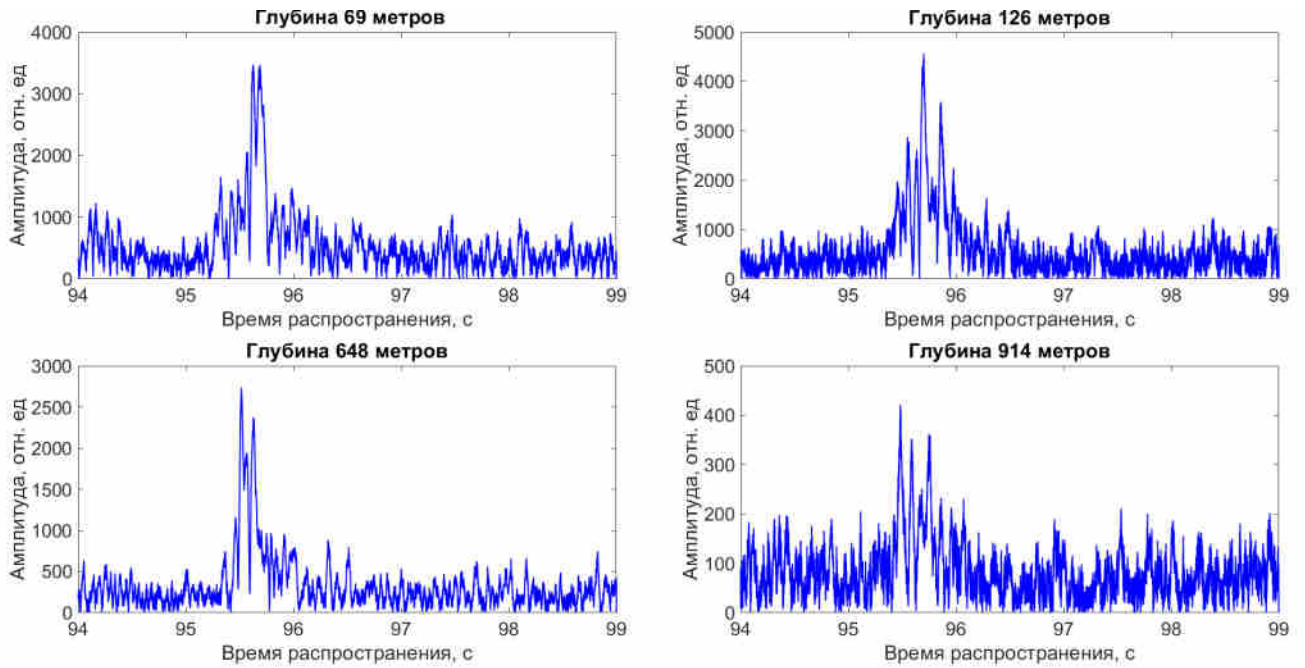 Глубина 69 метров
Амплитуда, отн. ед
4000
3000
2000
1000
0
94 95 96 97 98 99
Время распространения, с
Глубина 126 метров
Амплитуда, отн. ед
5000
4000
3000
2000
1000
0
94 95 96 97 98 99
Время распространения, с
Глубина 648 метров
Амплитуда, отн. ед
3000
2500
2000
1500
1000
500
0
94 95 96 97 98 99
Время распространения, с
Глубина 914 метров
Амплитуда, отн. ед
500
400
300
200
100
0
94 95 96 97 98 99
Время распространения, с